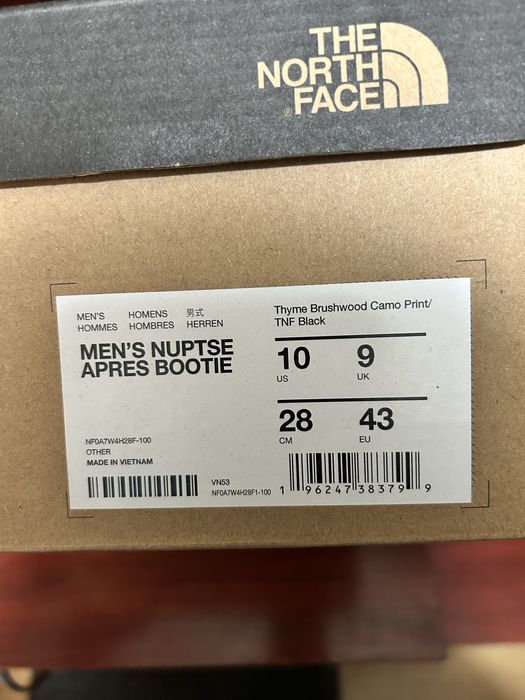 THE
NORTH
FACE
®
MEN'S HOMENS 男式
HOMMES HOMBRES HERREN
MEN'S NUPTSE
APRES BOOTIE
Thyme Brushwood Camo Print/
TNF Black
10 9
US UK
28 43
CM EU
NF0A7W4H28F-100
OTHER
MADE IN VIETNAM
VN53
NF0A7W4H28F1-100
1 96247 38379 9